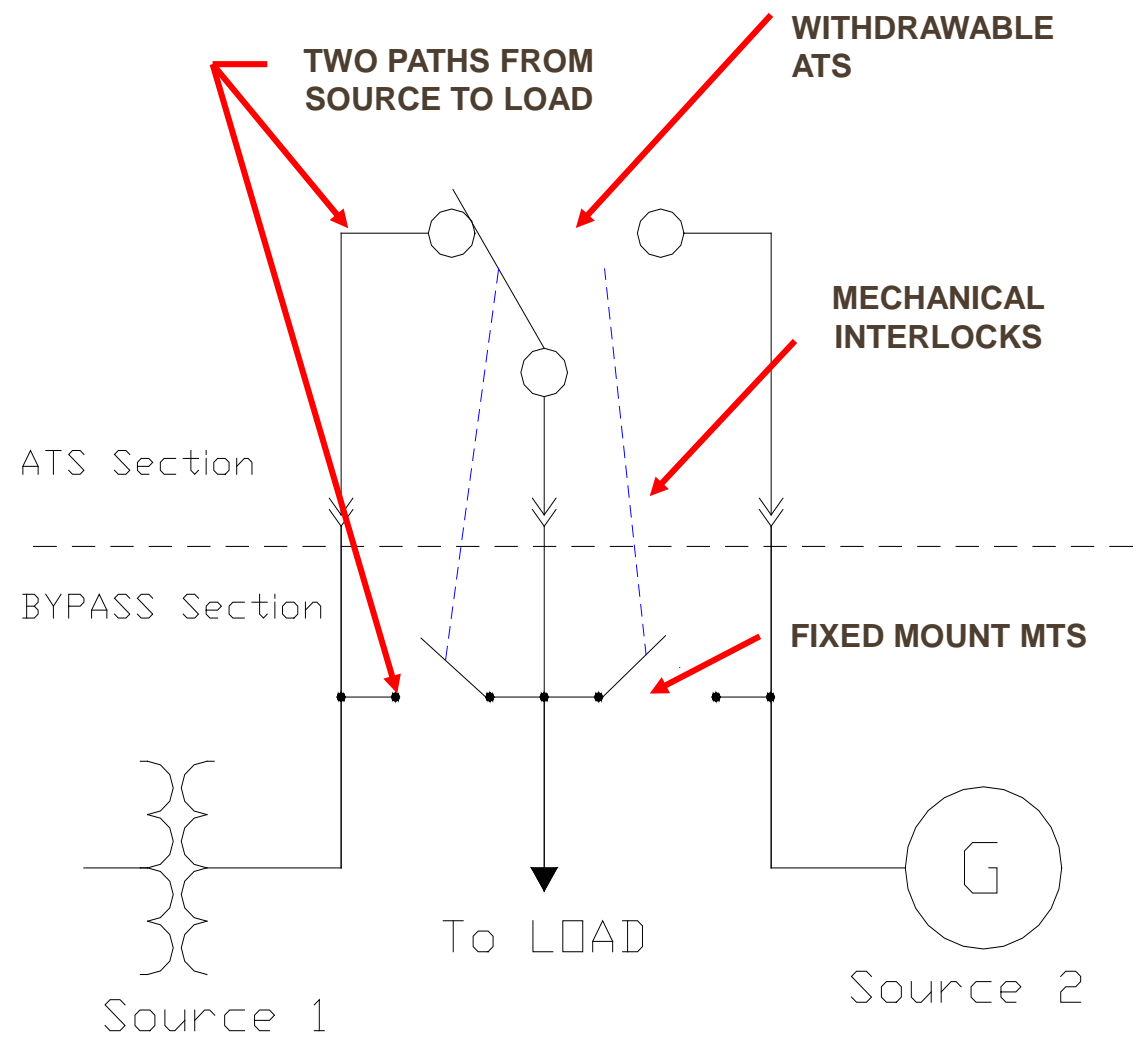 WITHDRAWABLE
ATS
TWO PATHS FROM
SOURCE TO LOAD
MECHANICAL
INTERLOCKS
ATS Section
BYPASS Section
FIXED MOUNT MTS
G
To LOAD
Source 2
Source 1